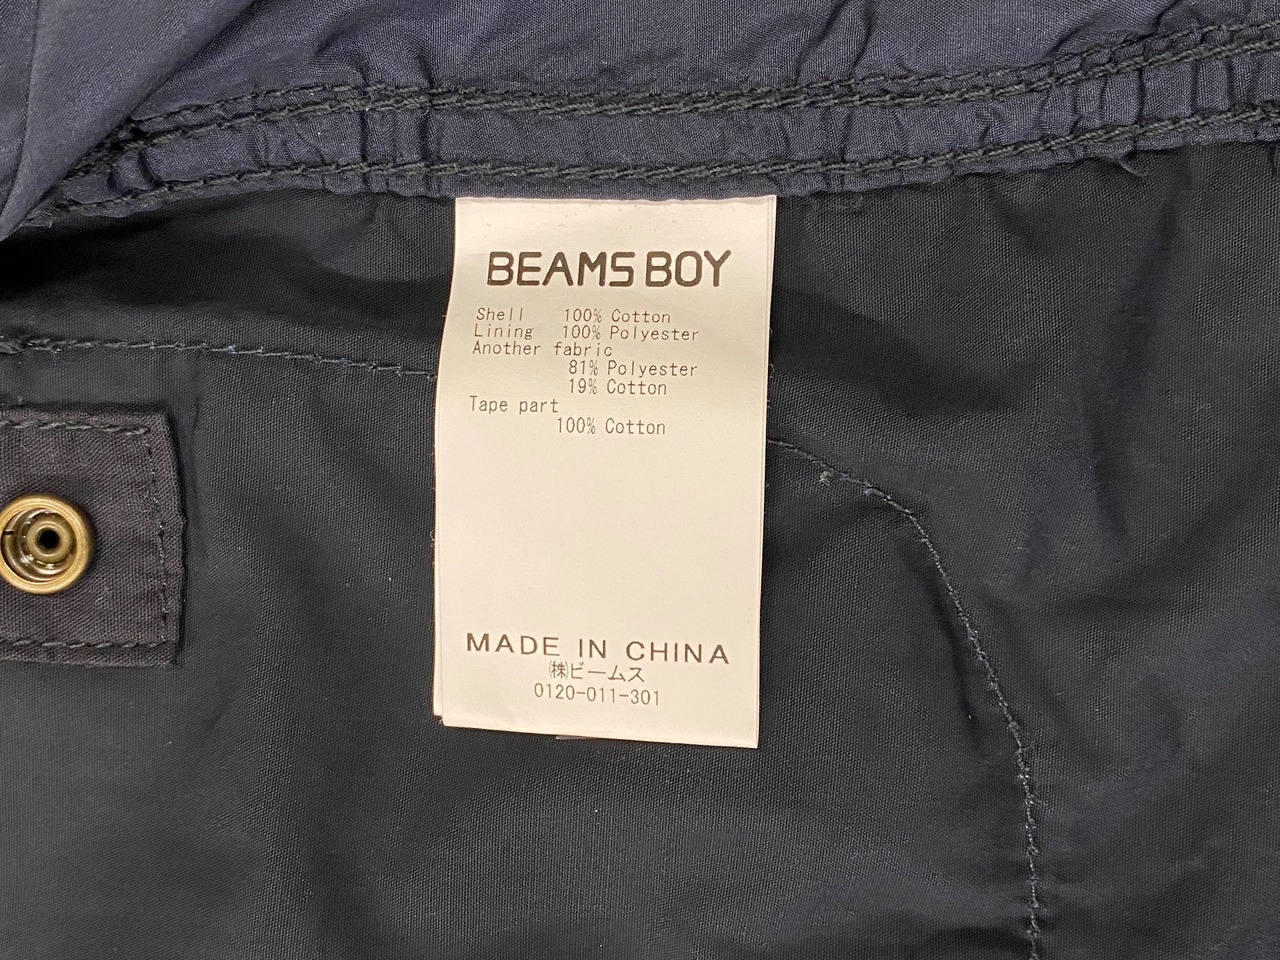 BEAMS BOY
Shell 100% Cotton
Lining 100% Polyester
Another fabric
81% Polyester
19% Cotton
Tape part
100% Cotton
MADE IN CHINA
㈱ビームス
0120-011-301